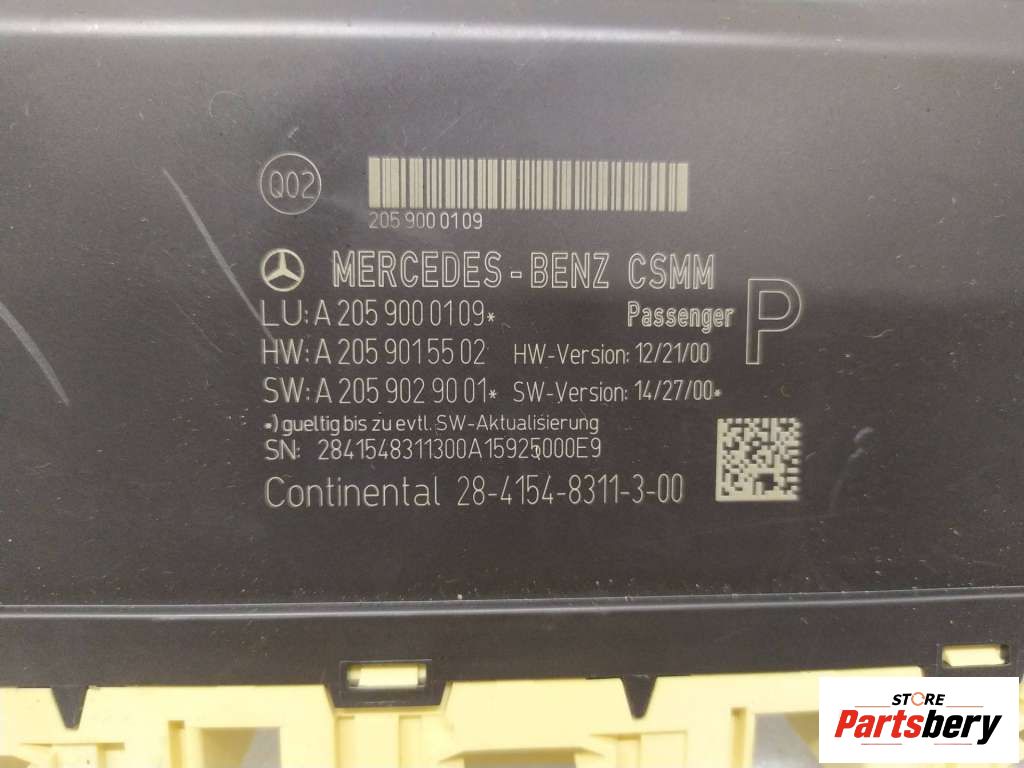 Q02
205 900 0109
MERCEDES-BENZ CSMM
LU: A 205 900 01 09*
Passenger P
HW: A 205 901 55 02 HW-Version: 12/21/00
SW: A 205 902 90 01* SW-Version: 14/27/00*
*) gueltig bis zu evtl. SW-Aktualisierung
SN: 2841548311300A15925000E9
Continental 28-4154-8311-3-00
STORE
Partsbery